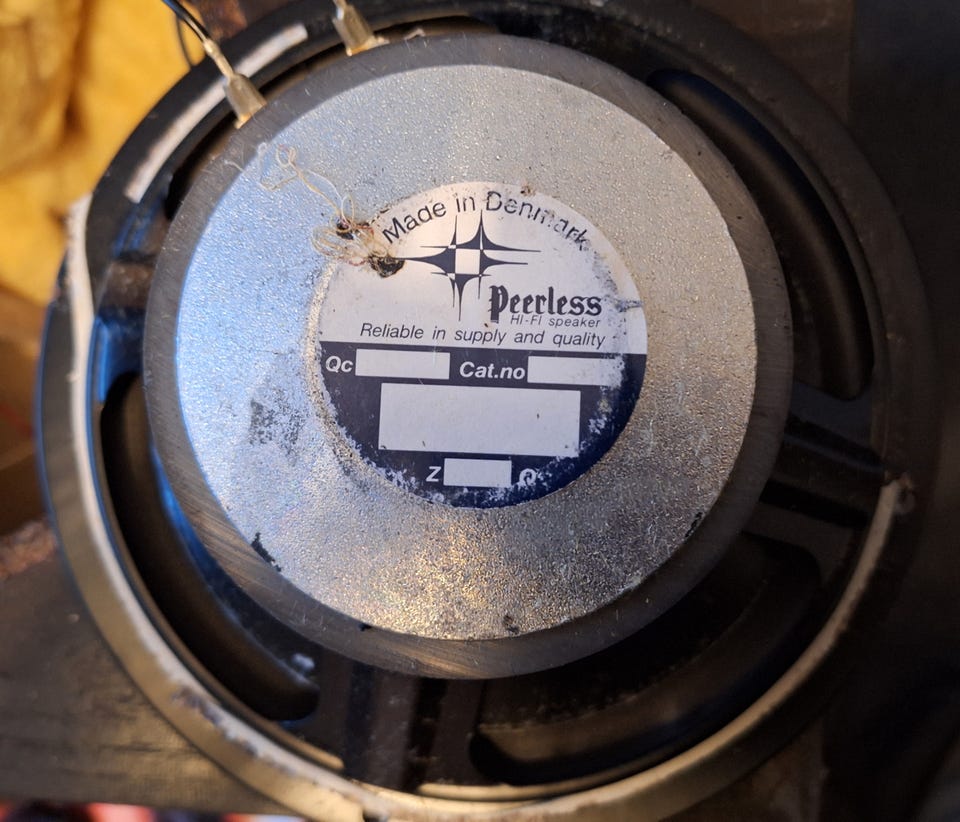 Made in Denmark
Peerless
HI-FI speaker
Reliable in supply and quality
Qc Cat.no
Z Ω